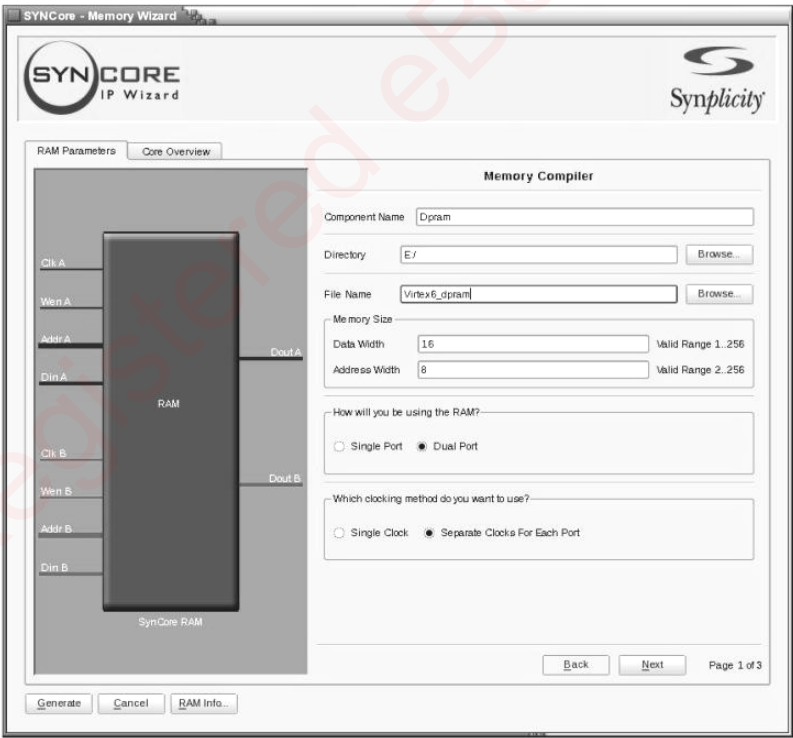 SYNCore - Memory Wizard
SYNCORE
IP Wizard
Synplicity
RAM Parameters
Core Overview
Memory Compiler
Component Name Dpram
Directory E:/ Browse...
File Name Virtex6_dpram Browse...
Memory Size
Data Width 16 Valid Range 1..256
Address Width 8 Valid Range 2..256
How will you be using the RAM?
Single Port Dual Port
Which clocking method do you want to use?
Single Clock Separate Clocks For Each Port
Clk A
Wen A
Addr A
Din A
Dout A
RAM
Clk B
Wen B
Addr B
Din B
Dout B
SynCore RAM
Back Next Page 1 of 3
Generate Cancel RAM Info...